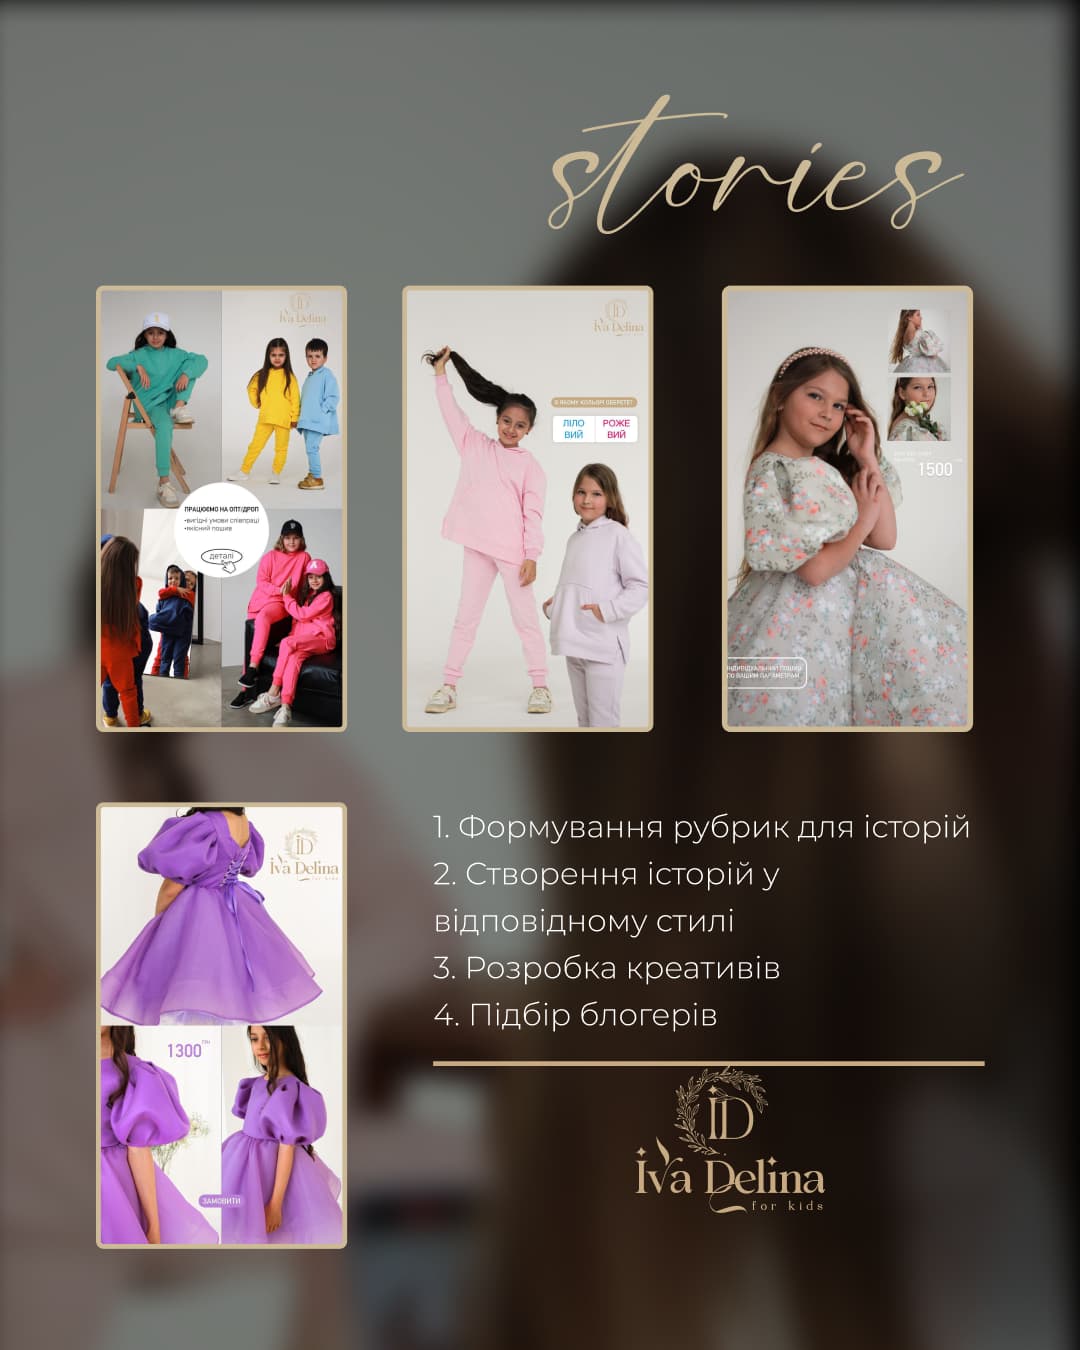 stories
ID
Iva Delina
ПРАЦЮЄМО НА ОПТ/ДРОП
•вигідні умови співпраці
•якісний пошив
деталі
ID
Iva Delina
В ЯКОМУ КОЛЬОРІ ОБЕРЕТЕ?
ЛІЛО
ВИЙ
РОЖЕ
ВИЙ
1500
НДИВІДУАЛЬНИЙ ПОШИВ
ПО ВАШИМ ПАРАМЕТРАМ
ID
Iva Delina
for kids
1300 ГРН
ЗАМОВИТИ
1. Формування рубрик для історій
2. Створення історій у
відповідному стилі
3. Розробка креативів
4. Підбір блогерів
ID
Iva Delina
for kids